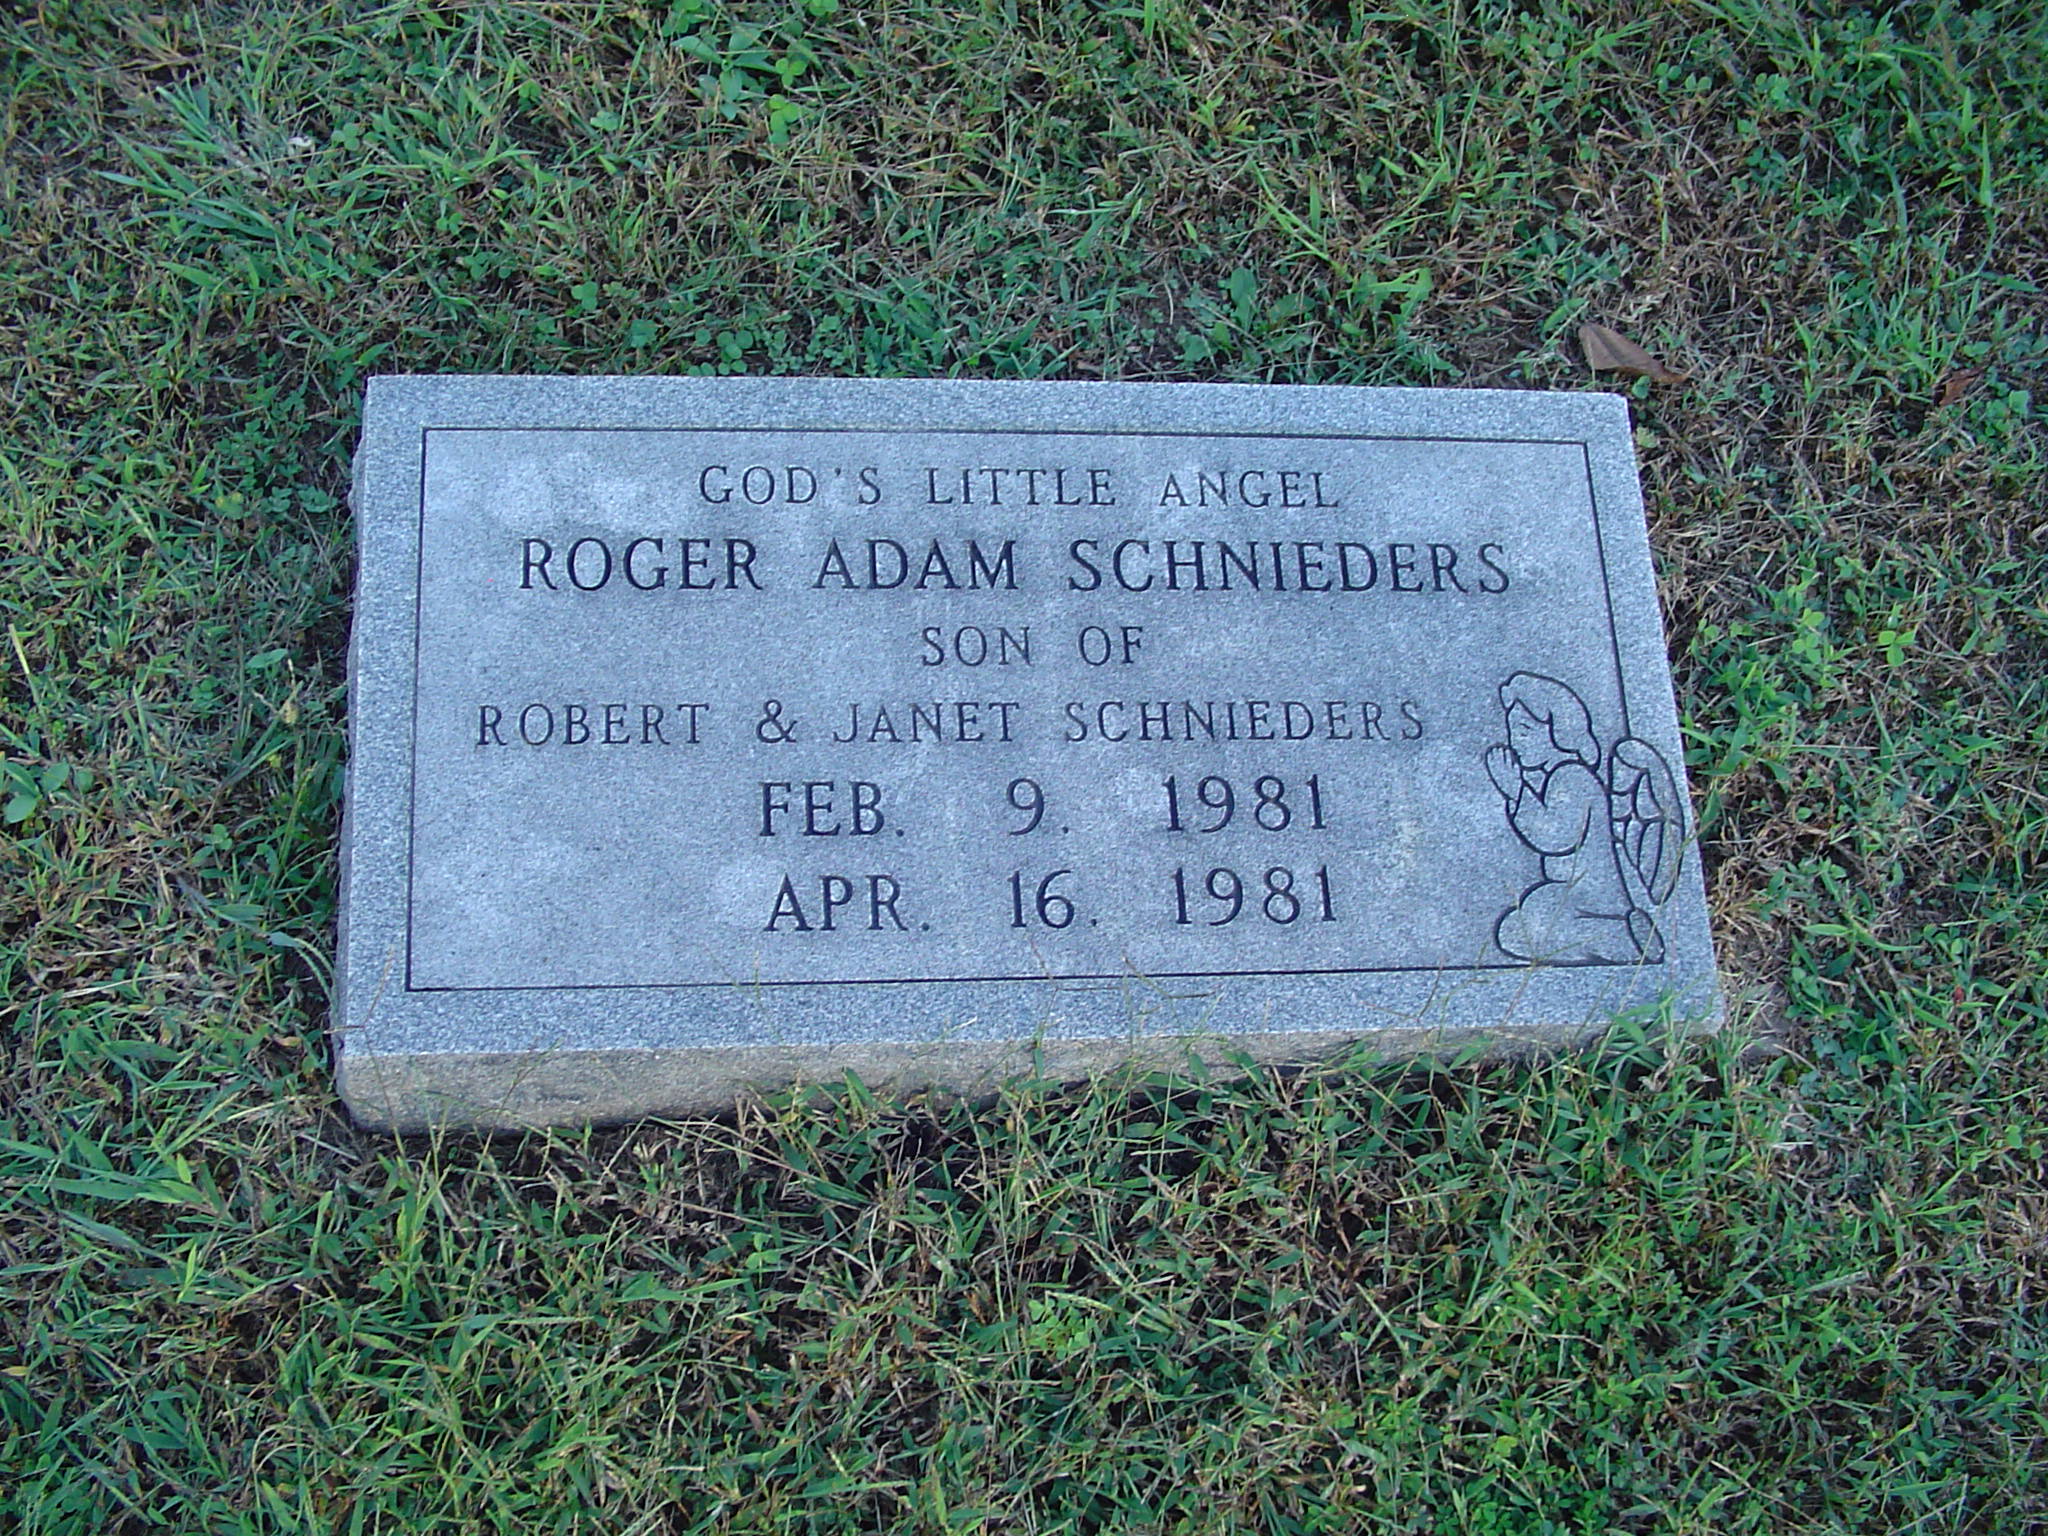 GOD'S LITTLE ANGEL
ROGER ADAM SCHNIEDERS
SON OF
ROBERT & JANET SCHNIEDERS
FEB. 9. 1981
APR. 16. 1981